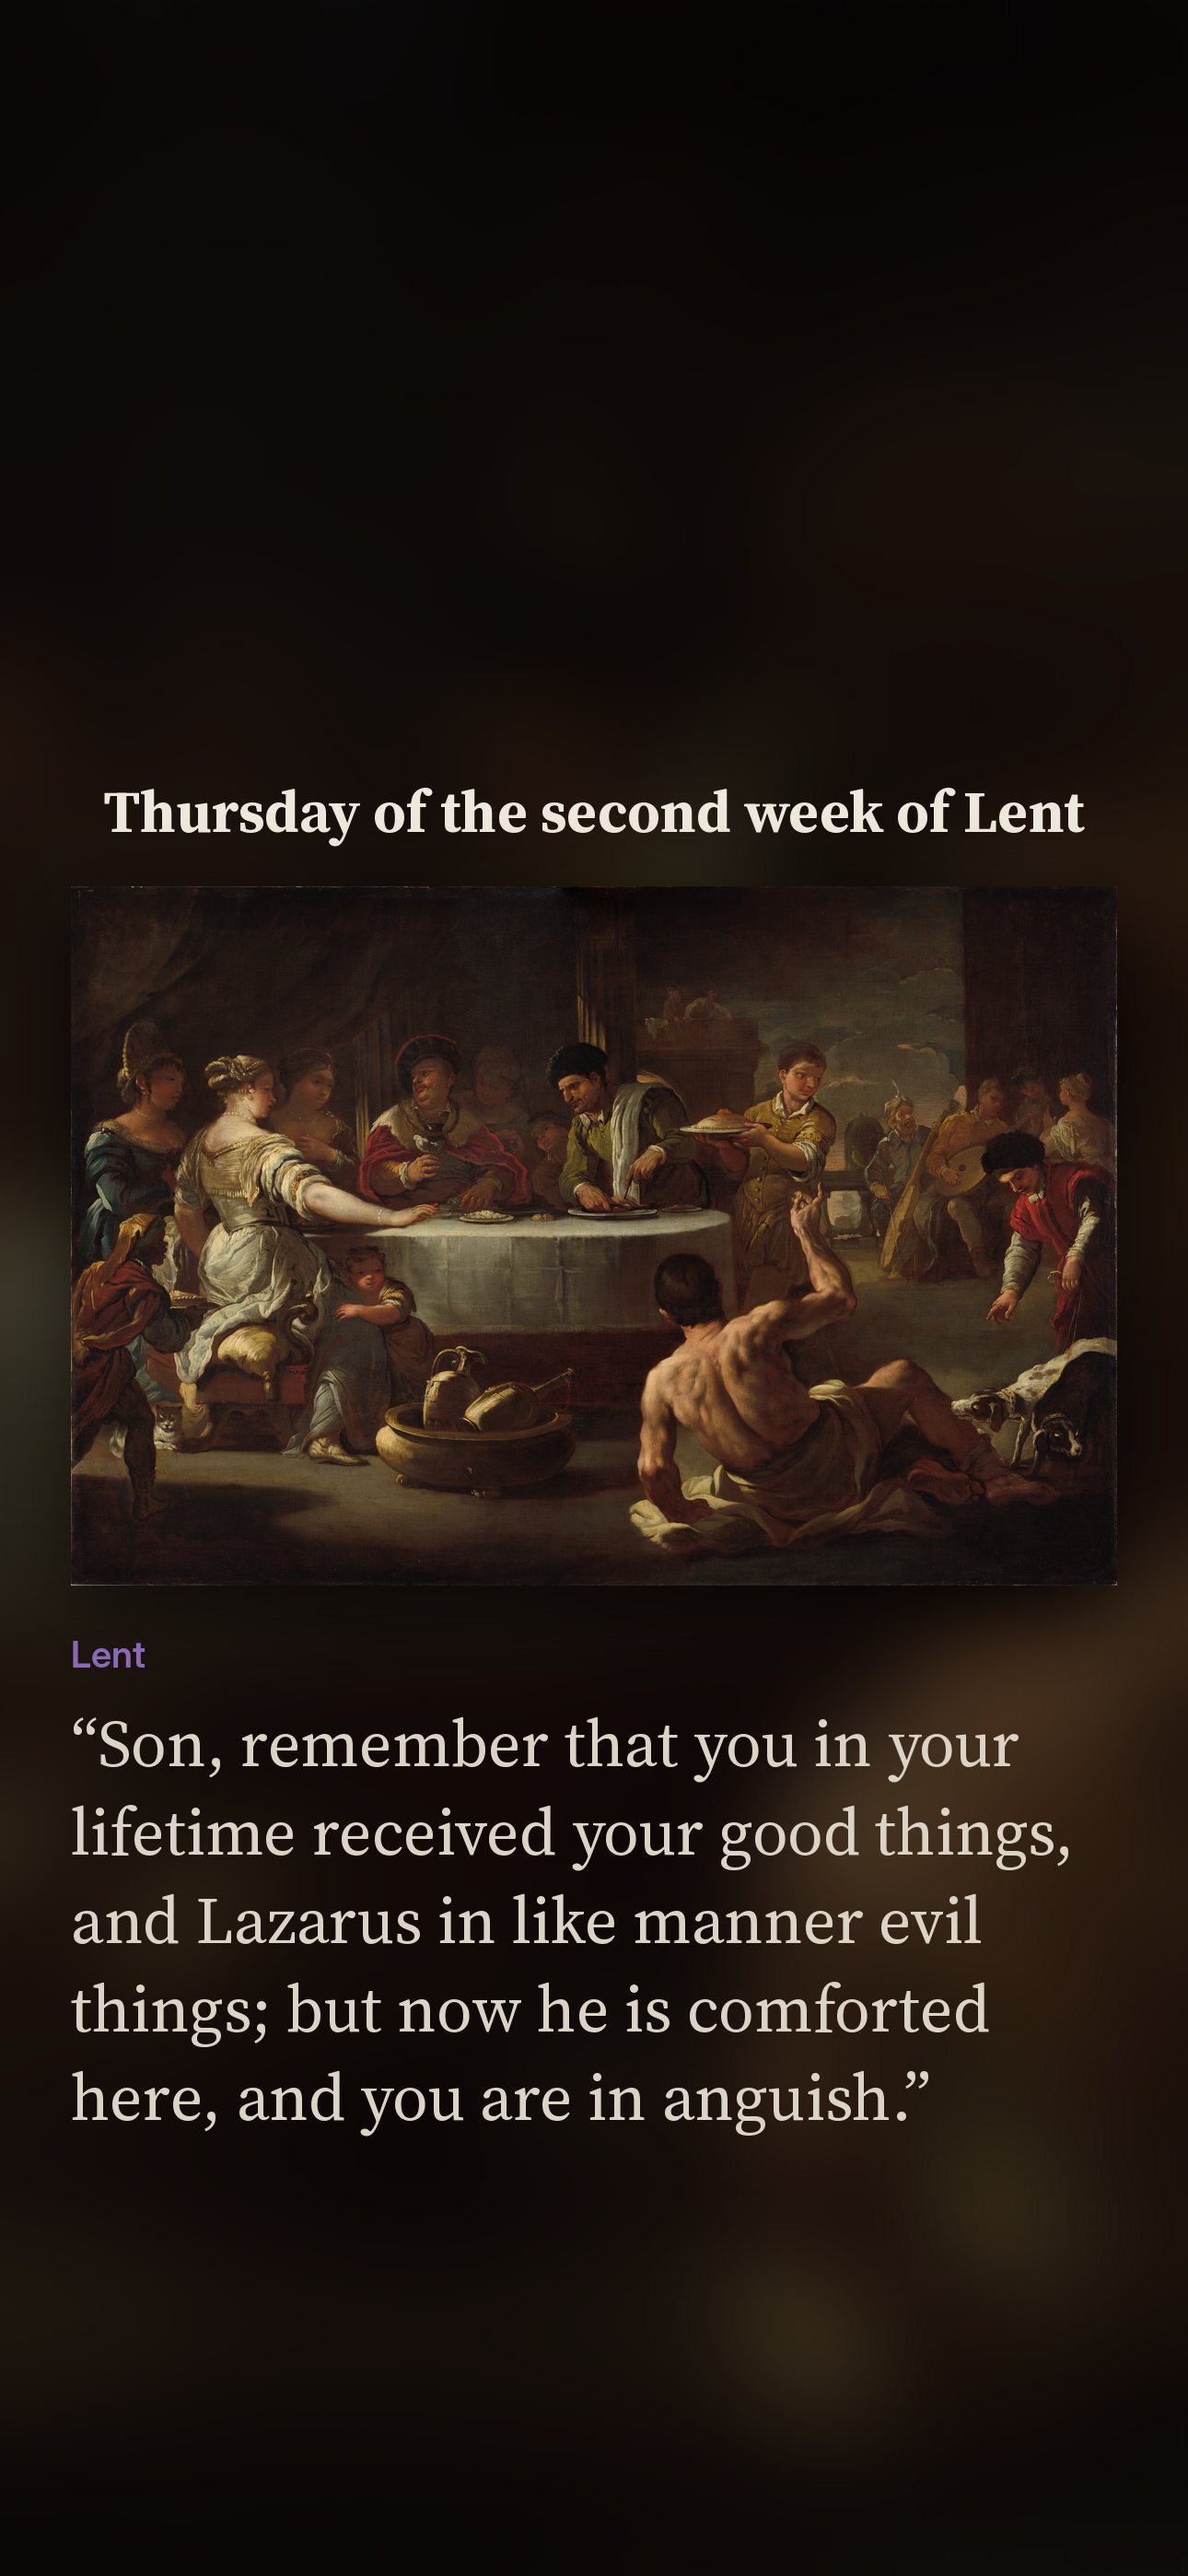 Thursday of the second week of Lent
Lent
“Son, remember that you in your
lifetime received your good things,
and Lazarus in like manner evil
things; but now he is comforted
here, and you are in anguish.”